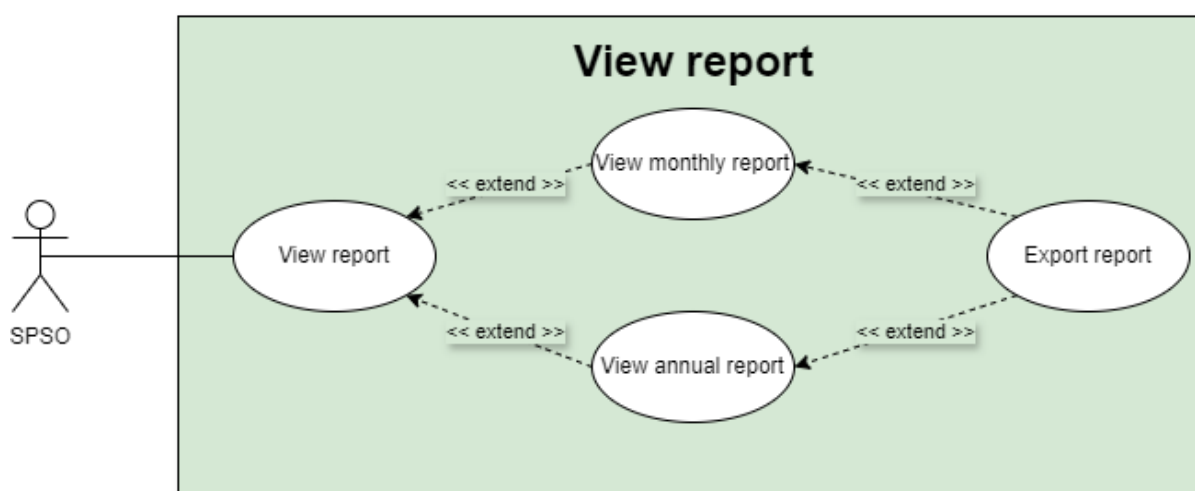 View report
View monthly report
<< extend >>
<< extend >>
View report
Export report
SPSO
<< extend >>
<< extend >>
View annual report